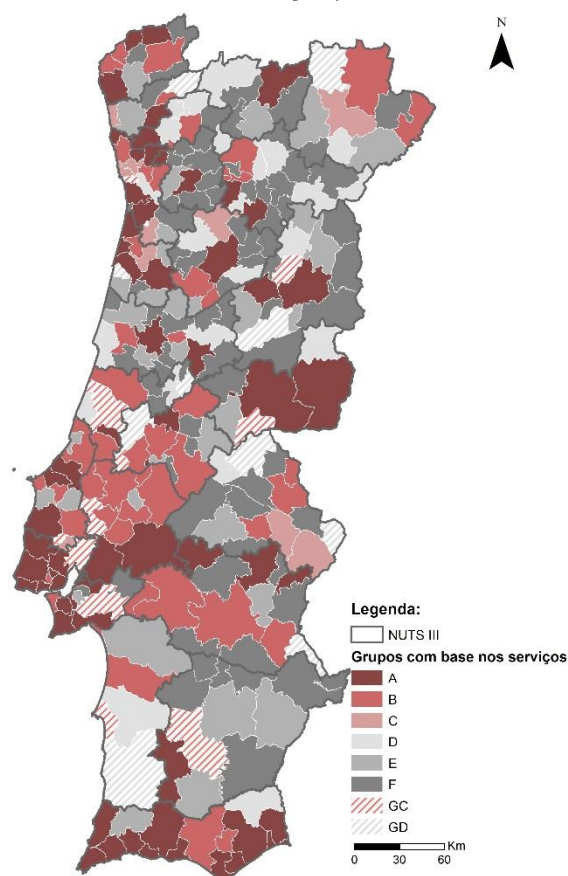 N
Legenda:
NUTS III
Grupos com base nos serviços
A
B
C
D
E
F
GC
GD
Km
0 30 60